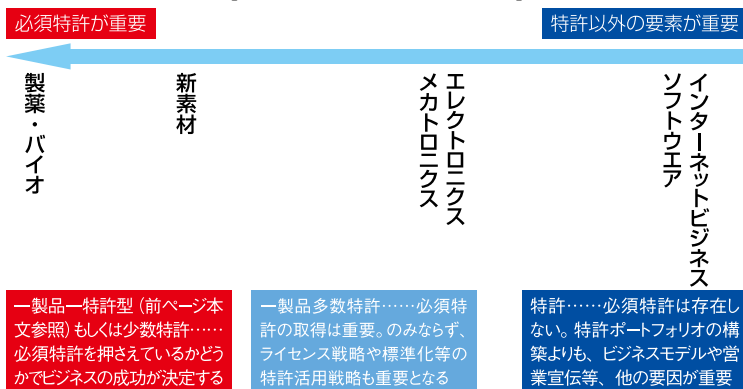 必須特許が重要
特許以外の要素が重要
製薬・バイオ
新素材
エレクトロニクス
メカトロニクス
インターネットビジネス
ソフトウエア
一製品一特許型（前ページ本
文参照）もしくは少数特許……
必須特許を押さえているかどう
かでビジネスの成功が決定する
一製品多数特許……必須特
許の取得は重要。のみならず、
ライセンス戦略や標準化等の
特許活用戦略も重要となる
特許……必須特許は存在し
ない。特許ポートフォリオの構
築よりも、ビジネスモデルや営
業宣伝等、他の要因が重要